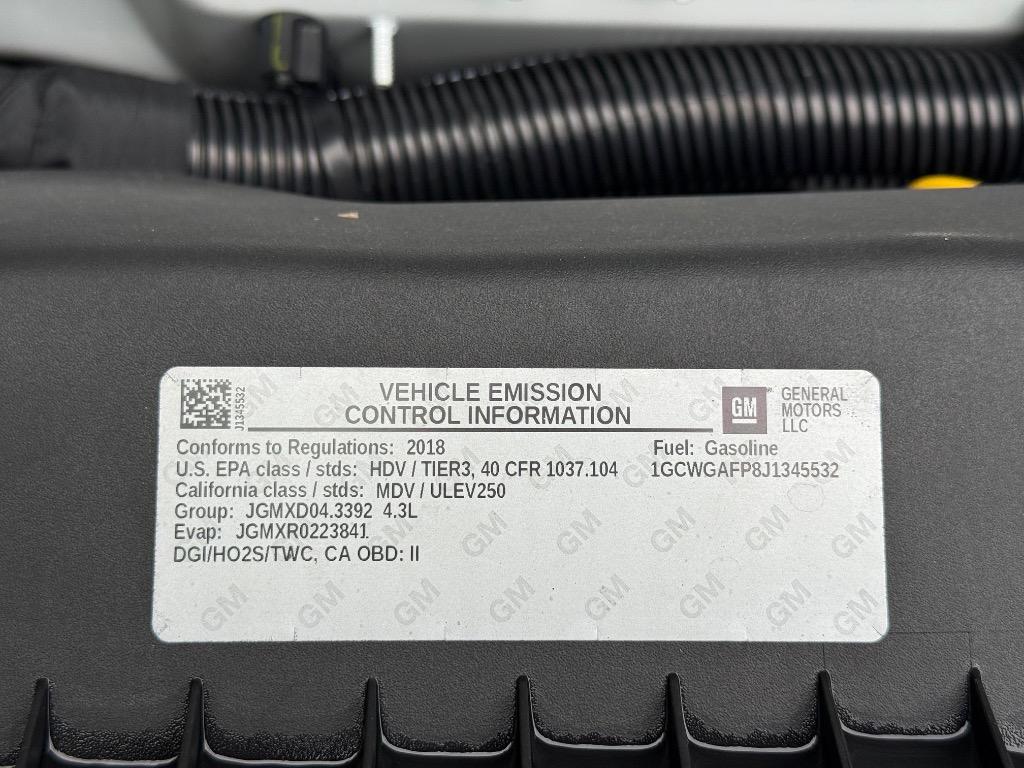 J1345532
VEHICLE EMISSION
CONTROL INFORMATION
GM
GENERAL
MOTORS
LLC
Conforms to Regulations: 2018
Fuel: Gasoline
U.S. EPA class / stds: HDV / TIER3, 40 CFR 1037.104
1GCWGAFP8J1345532
California class / stds: MDV / ULEV250
Group: JGMXD04.3392 4.3L
Evap: JGMXR0223841
DGI/HO2S/TWC, CA OBD: II